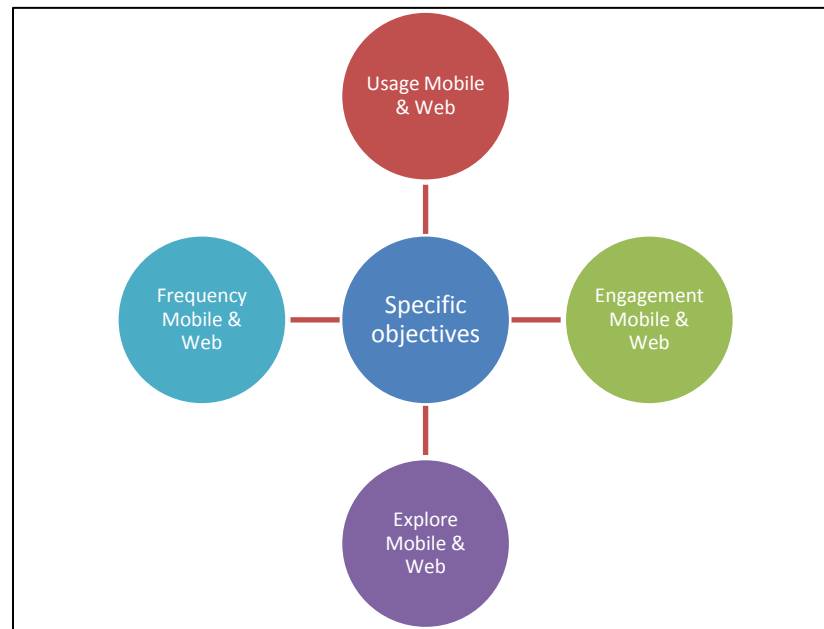 Usage Mobile
& Web
Frequency
Mobile &
Web
Specific
objectives
Engagement
Mobile &
Web
Explore
Mobile &
Web